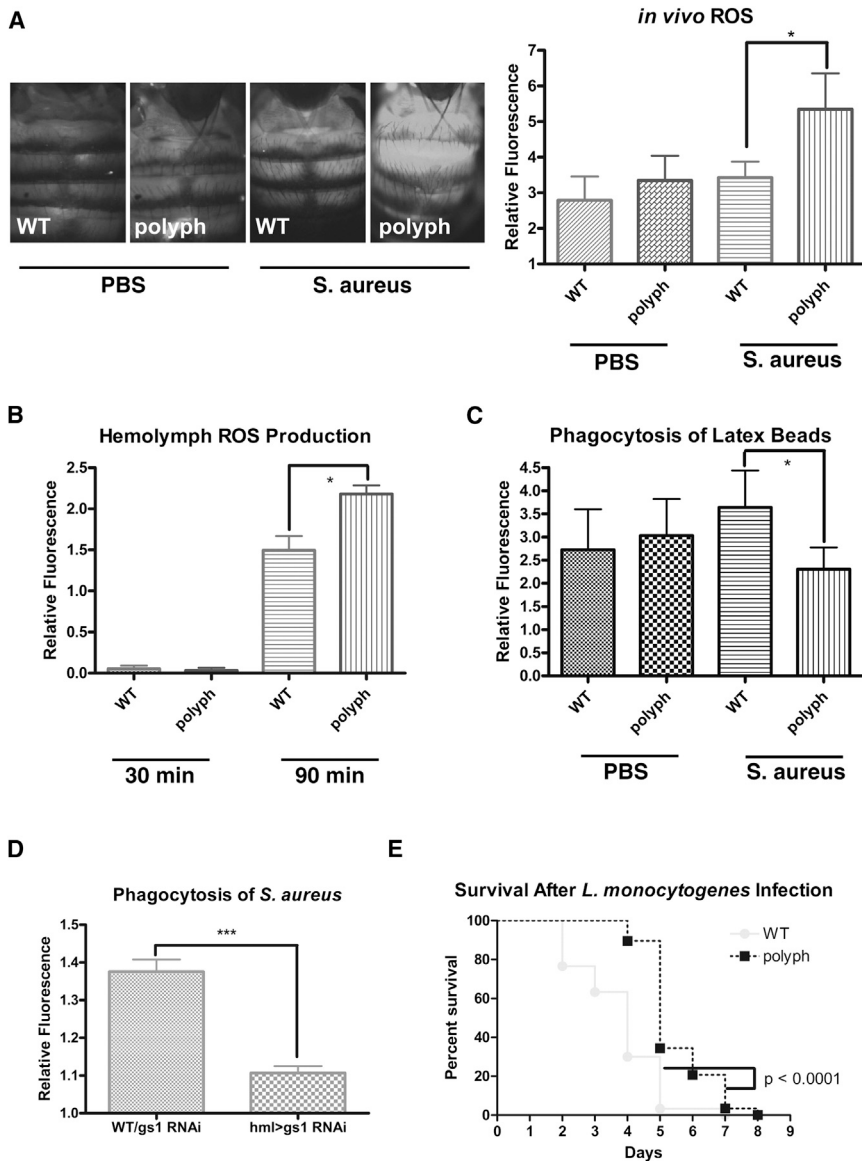 A
WT
polyph
WT
polyph
PBS
S. aureus
in vivo ROS
Relative Fluorescence
7
6
5
4
3
2
1
*
WT
polyph
WT
polyph
PBS
S. aureus
B
Hemolymph ROS Production
Relative Fluorescence
2.5
2.0
1.5
1.0
0.5
0.0
*
WT
polyph
WT
polyph
30 min
90 min
C
Phagocytosis of Latex Beads
Relative Fluorescence
4.5
4.0
3.5
3.0
2.5
2.0
1.5
1.0
0.5
0.0
*
WT
polyph
WT
polyph
PBS
S. aureus
D
Phagocytosis of S. aureus
Relative Fluorescence
1.5
1.4
1.3
1.2
1.1
1.0
***
WT/gs1 RNAi
hml>gs1 RNAi
E
Survival After L. monocytogenes Infection
Percent survival
100
80
60
40
20
0
WT
polyph
p < 0.0001
0 1 2 3 4 5 6 7 8 9
Days